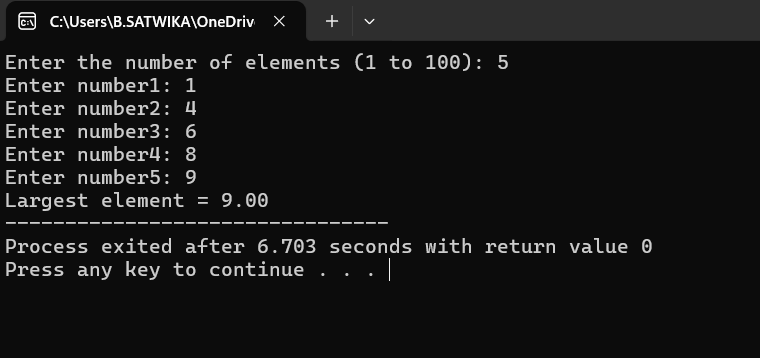 C:\Users\B.SATWIKA\OneDriv
Enter the number of elements (1 to 100): 5
Enter number1: 1
Enter number2: 4
Enter number3: 6
Enter number4: 8
Enter number5: 9
Largest element = 9.00
--------------------------------
Process exited after 6.703 seconds with return value 0
Press any key to continue . . .